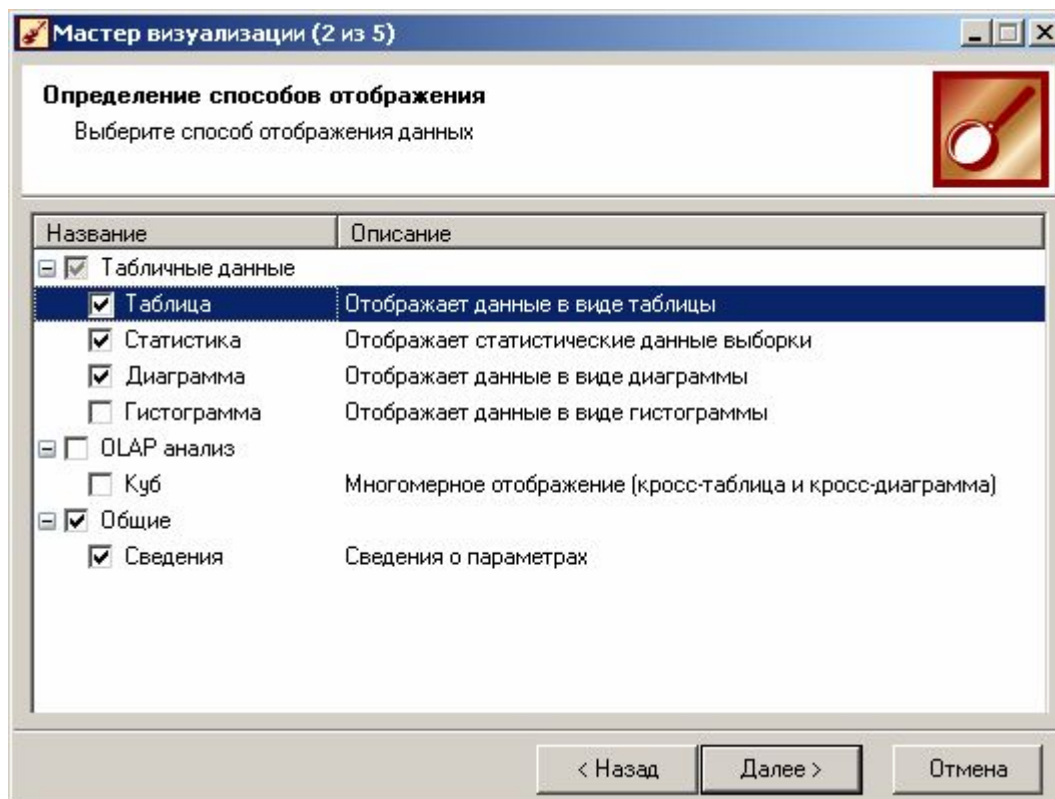 Мастер визуализации (2 из 5)
Определение способов отображения
Выберите способ отображения данных
Название Описание
Табличные данные
Таблица Отображает данные в виде таблицы
Статистика Отображает статистические данные выборки
Диаграмма Отображает данные в виде диаграммы
Гистограмма Отображает данные в виде гистограммы
OLAP анализ
Куб Многомерное отображение (кросс-таблица и кросс-диаграмма)
Общие
Сведения Сведения о параметрах
< Назад Далее > Отмена